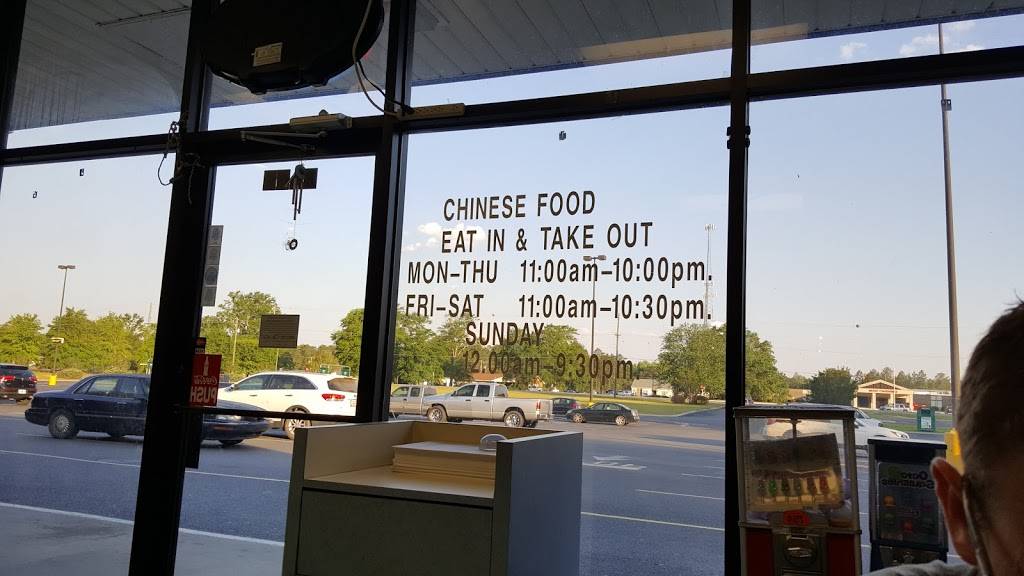 CHINESE FOOD
EAT IN & TAKE OUT
MON-THU 11:00am-10:00pm.
FRI-SAT 11:00am-10:30pm.
SUNDAY
12:00am-9:30pm.
PUSH